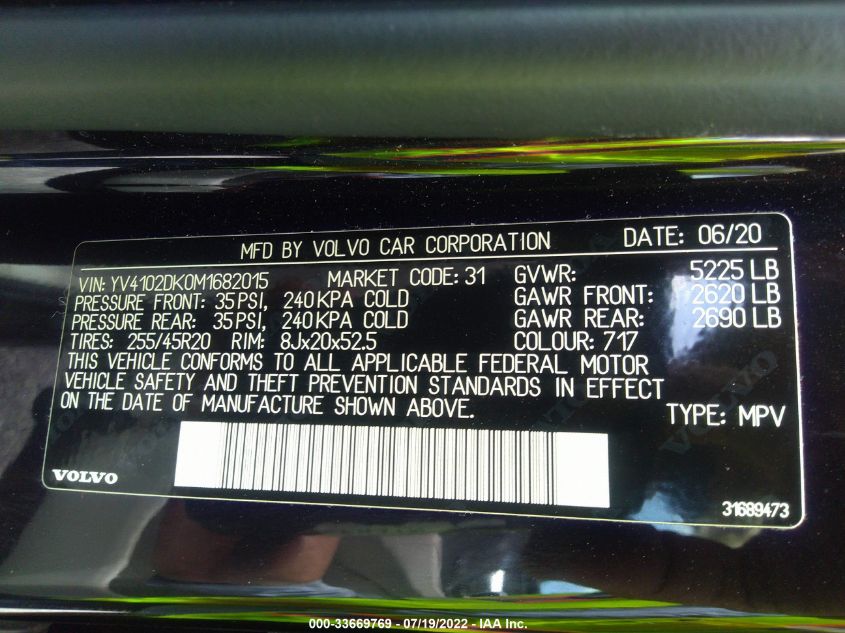 MFD BY VOLVO CAR CORPORATION DATE: 06/20
VIN: YV4102DK0M1682015 MARKET CODE: 31 GVWR: 5225 LB
PRESSURE FRONT: 35 PSI, 240 KPA COLD GAWR FRONT: 2620 LB
PRESSURE REAR: 35 PSI, 240 KPA COLD GAWR REAR: 2690 LB
TIRES: 255/45R20 RIM: 8Jx20x52.5 COLOUR: 717
THIS VEHICLE CONFORMS TO ALL APPLICABLE FEDERAL MOTOR
VEHICLE SAFETY AND THEFT PREVENTION STANDARDS IN EFFECT
ON THE DATE OF MANUFACTURE SHOWN ABOVE. TYPE: MPV
VOLVO
31689473
000-33669769 - 07/19/2022 - IAA Inc.